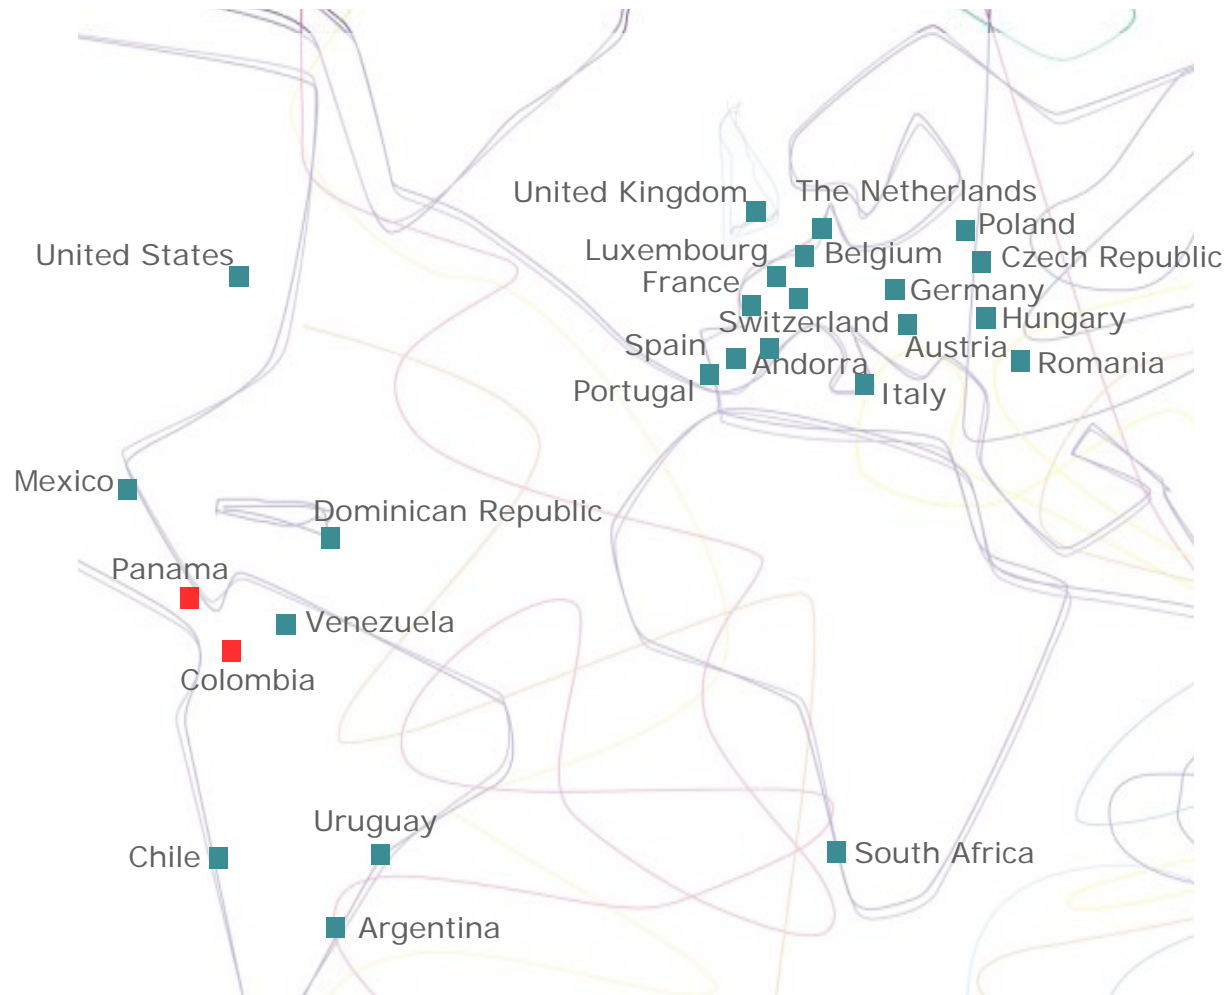 United Kingdom
The Netherlands
Poland
United States
Luxembourg
Belgium
Czech Republic
France
Germany
Switzerland
Hungary
Spain
Andorra
Austria
Romania
Portugal
Italy
Mexico
Dominican Republic
Panama
Venezuela
Colombia
Uruguay
Chile
South Africa
Argentina